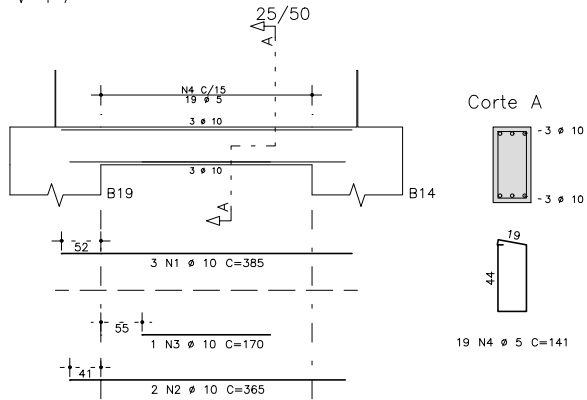 25/50
A
N4 C/15
19 ø 5
3 ø 10
3 ø 10
A
B19
B14
52
3 N1 ø 10 C=385
55
1 N3 ø 10 C=170
41
2 N2 ø 10 C=365
Corte A
3 ø 10
3 ø 10
19
44
19 N4 ø 5 C=141